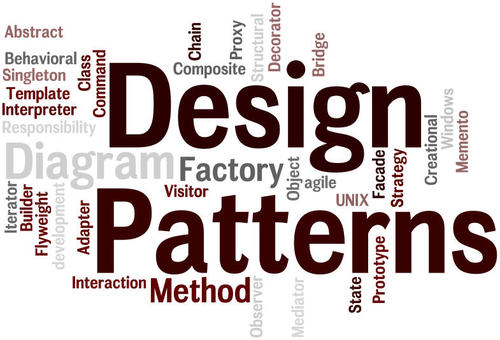 Abstract
Behavioral
Singleton
Template
Interpreter
Responsibility
Class
Command
Chain
Composite
Proxy
Structural
Decorator
Bridge
Design
Diagram
Factory
Object
agile
Visitor
UNIX
Facade
Strategy
Creational
Windows
Memento
Iterator
Builder
Flyweight
development
Adapter
Patterns
Interaction
Method
Observer
Mediator
State
Prototype